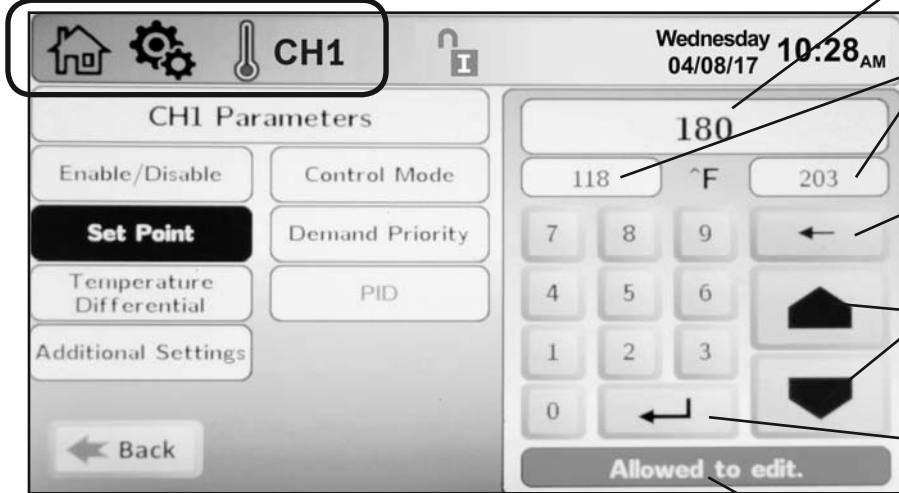 CH1
I
Wednesday
04/08/17
10:28 AM
CH1 Parameters
Enable/Disable
Control Mode
Set Point
Demand Priority
Temperature
Differential
PID
Additional Settings
Back
180
118 °F 203
7 8 9
4 5 6
1 2 3
0
Allowed to edit.